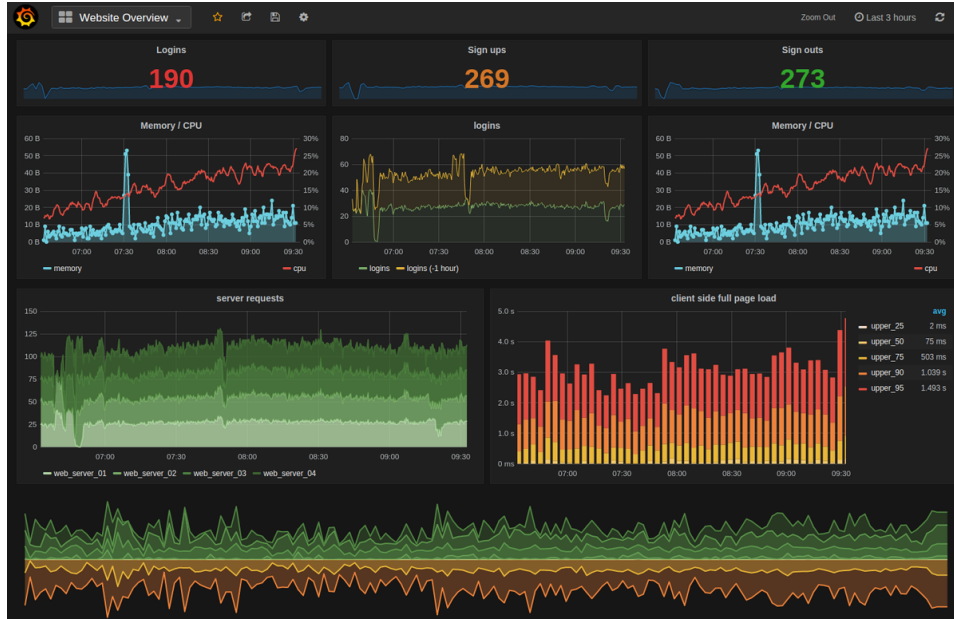 Website Overview
Zoom Out
Last 3 hours
Logins
190
Sign ups
269
Sign outs
273
Memory / CPU
60 B
50 B
40 B
30 B
20 B
10 B
0 B
30%
25%
20%
15%
10%
5%
0%
07:00 07:30 08:00 08:30 09:00 09:30
memory cpu
logins
80
60
40
20
0
07:00 07:30 08:00 08:30 09:00 09:30
logins logins (-1 hour)
Memory / CPU
60 B
50 B
40 B
30 B
20 B
10 B
0 B
30%
25%
20%
15%
10%
5%
0%
07:00 07:30 08:00 08:30 09:00 09:30
memory cpu
server requests
150
125
100
75
50
25
0
07:00 07:30 08:00 08:30 09:00 09:30
web_server_01 web_server_02 web_server_03 web_server_04
client side full page load
5.0 s
4.0 s
3.0 s
2.0 s
1.0 s
0 ms
07:00 07:30 08:00 08:30 09:00 09:30
avg
upper_25 2 ms
upper_50 75 ms
upper_75 503 ms
upper_90 1.039 s
upper_95 1.493 s